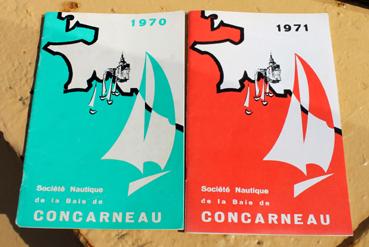 1970
Société Nautique
de la Baie de
CONCARNEAU
1971
Société Nautique
de la Baie de
CONCARNEAU